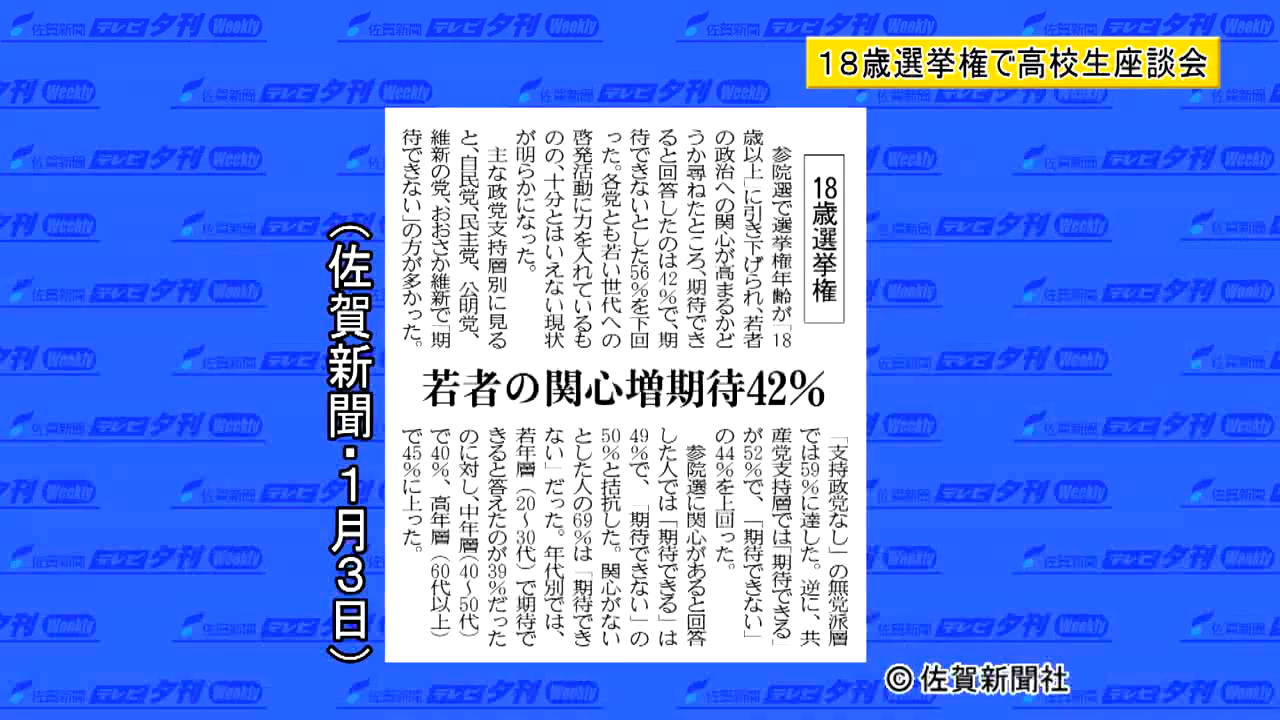 １８歳選挙権で高校生座談会
18歳選挙権
　参院選で選挙権年齢が「18
歳以上」に引き下げられ、若者
の政治への関心が高まるかど
うか尋ねたところ、期待でき
ると回答したのは42％で、期
待できないとした56％を下回
った。各党とも若い世代への
啓発活動に力を入れているも
のの、十分とはいえない現状
が明らかになった。
　主な政党支持層別に見る
と、自民党、民主党、公明党、
維新の党、おおさか維新で「期
待できない」の方が多かった。
若者の関心増期待42％
「支持政党なし」の無党派層
では59％に達した。逆に、共
産党支持層では「期待できる」
が52％で、「期待できない」
の44％を上回った。
　参院選に関心があると回答
した人では「期待できる」は
49％で、「期待できない」の
50％と拮抗した。関心がない
とした人の69％は「期待でき
ない」だった。年代別では、
若年層（20～30代）で期待で
きると答えたのが39％だった
のに対し、中年層（40～50代）
で40％、高年層（60代以上）
で45％に上った。
（佐賀新聞・１月３日）
© 佐賀新聞社
佐賀新聞 テレビ夕刊 Weekly